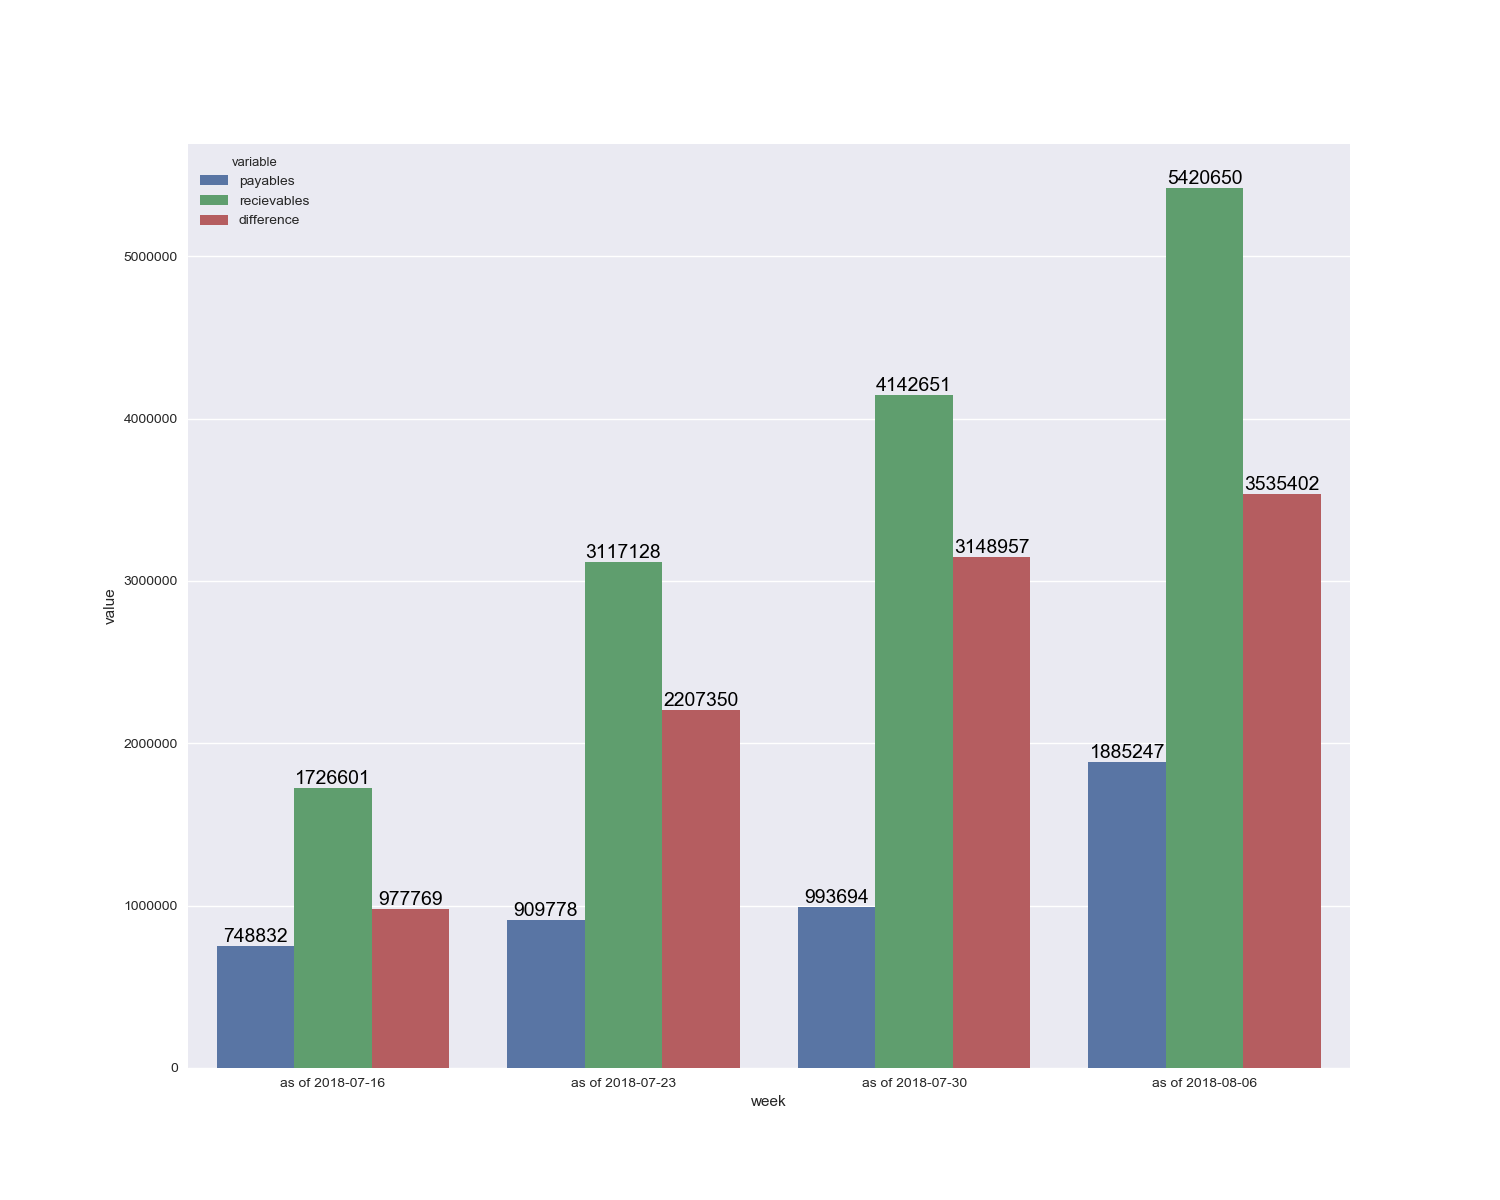 variable
payables
recievables
difference
5420650
5000000
4142651
4000000
3535402
3117128
3148957
3000000
value
2207350
2000000
1885247
1726601
977769
909778
993694
1000000
748832
0
as of 2018-07-16
as of 2018-07-23
as of 2018-07-30
as of 2018-08-06
week